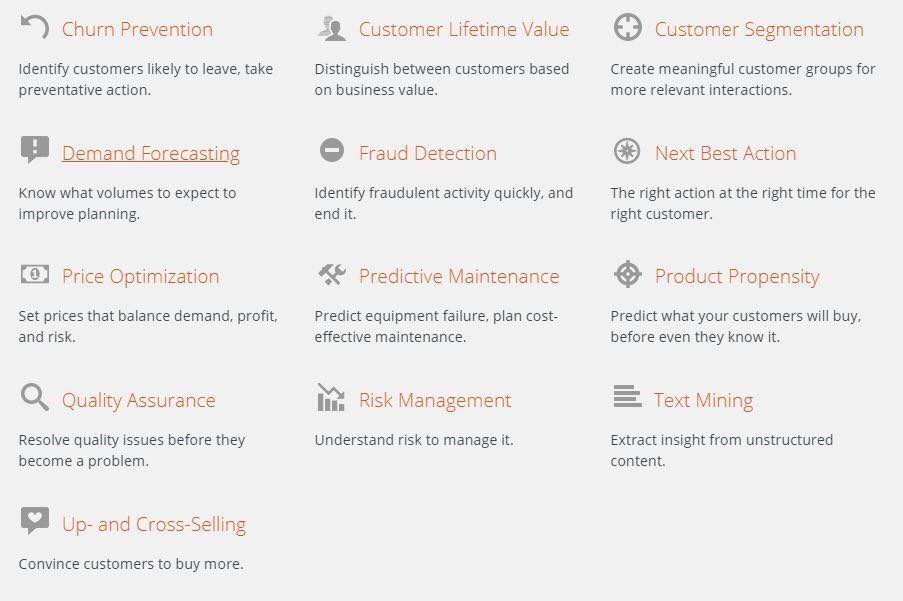 Churn Prevention
Identify customers likely to leave, take
preventative action.
Customer Lifetime Value
Distinguish between customers based
on business value.
Customer Segmentation
Create meaningful customer groups for
more relevant interactions.
Demand Forecasting
Know what volumes to expect to
improve planning.
Fraud Detection
Identify fraudulent activity quickly, and
end it.
Next Best Action
The right action at the right time for the
right customer.
Price Optimization
Set prices that balance demand, profit,
and risk.
Predictive Maintenance
Predict equipment failure, plan cost-
effective maintenance.
Product Propensity
Predict what your customers will buy,
before even they know it.
Quality Assurance
Resolve quality issues before they
become a problem.
Risk Management
Understand risk to manage it.
Text Mining
Extract insight from unstructured
content.
Up- and Cross-Selling
Convince customers to buy more.